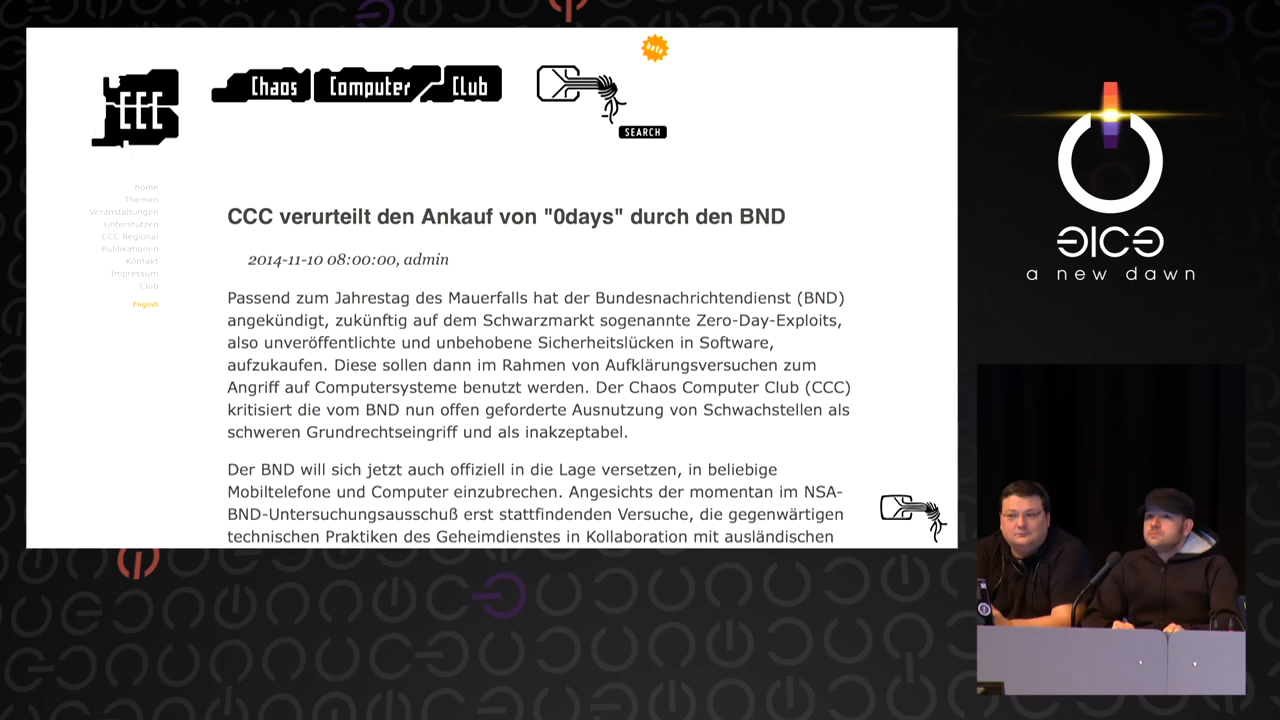 beta
CCC
Chaos Computer Club
SEARCH
home
Themen
Veranstaltungen
Unterstützen
CCC Regional
Publikationen
Kontakt
Impressum
Club
English
CCC verurteilt den Ankauf von "0days" durch den BND
2014-11-10 08:00:00, admin
Passend zum Jahrestag des Mauerfalls hat der Bundesnachrichtendienst (BND)
angekündigt, zukünftig auf dem Schwarzmarkt sogenannte Zero-Day-Exploits,
also unveröffentlichte und unbehobene Sicherheitslücken in Software,
aufzukaufen. Diese sollen dann im Rahmen von Aufklärungsversuchen zum
Angriff auf Computersysteme benutzt werden. Der Chaos Computer Club (CCC)
kritisiert die vom BND nun offen geforderte Ausnutzung von Schwachstellen als
schweren Grundrechtseingriff und als inakzeptabel.
Der BND will sich jetzt auch offiziell in die Lage versetzen, in beliebige
Mobiltelefone und Computer einzubrechen. Angesichts der momentan im NSA-
BND-Untersuchungsausschuß erst stattfindenden Versuche, die gegenwärtigen
technischen Praktiken des Geheimdienstes in Kollaboration mit ausländischen
31C3
a new dawn